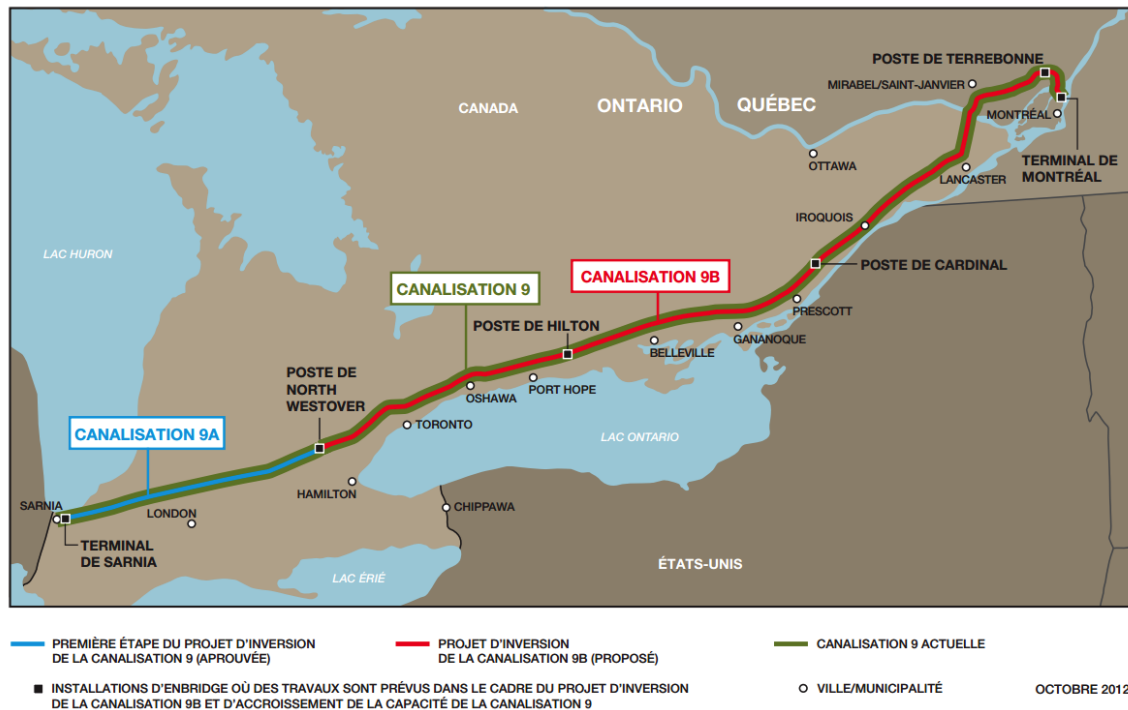 POSTE DE TERREBONNE
MIRABEL/SAINT-JANVIER
CANADA
ONTARIO
QUÉBEC
MONTRÉAL
OTTAWA
TERMINAL DE
MONTRÉAL
LANCASTER
IROQUOIS
LAC HURON
POSTE DE CARDINAL
CANALISATION 9
CANALISATION 9B
PRESCOTT
POSTE DE HILTON
GANANOQUE
BELLEVILLE
POSTE DE
NORTH
WESTOVER
OSHAWA
PORT HOPE
TORONTO
LAC ONTARIO
CANALISATION 9A
HAMILTON
CHIPPAWA
SARNIA
LONDON
TERMINAL
DE SARNIA
ÉTATS-UNIS
LAC ÉRIÉ
PREMIÈRE ÉTAPE DU PROJET D'INVERSION
DE LA CANALISATION 9 (APROUVÉE)
PROJET D'INVERSION
DE LA CANALISATION 9B (PROPOSÉ)
CANALISATION 9 ACTUELLE
INSTALLATIONS D'ENBRIDGE OÙ DES TRAVAUX SONT PRÉVUS DANS LE CADRE DU PROJET D'INVERSION
DE LA CANALISATION 9B ET D'ACCROISSEMENT DE LA CAPACITÉ DE LA CANALISATION 9
VILLE/MUNICIPALITÉ
OCTOBRE 2012